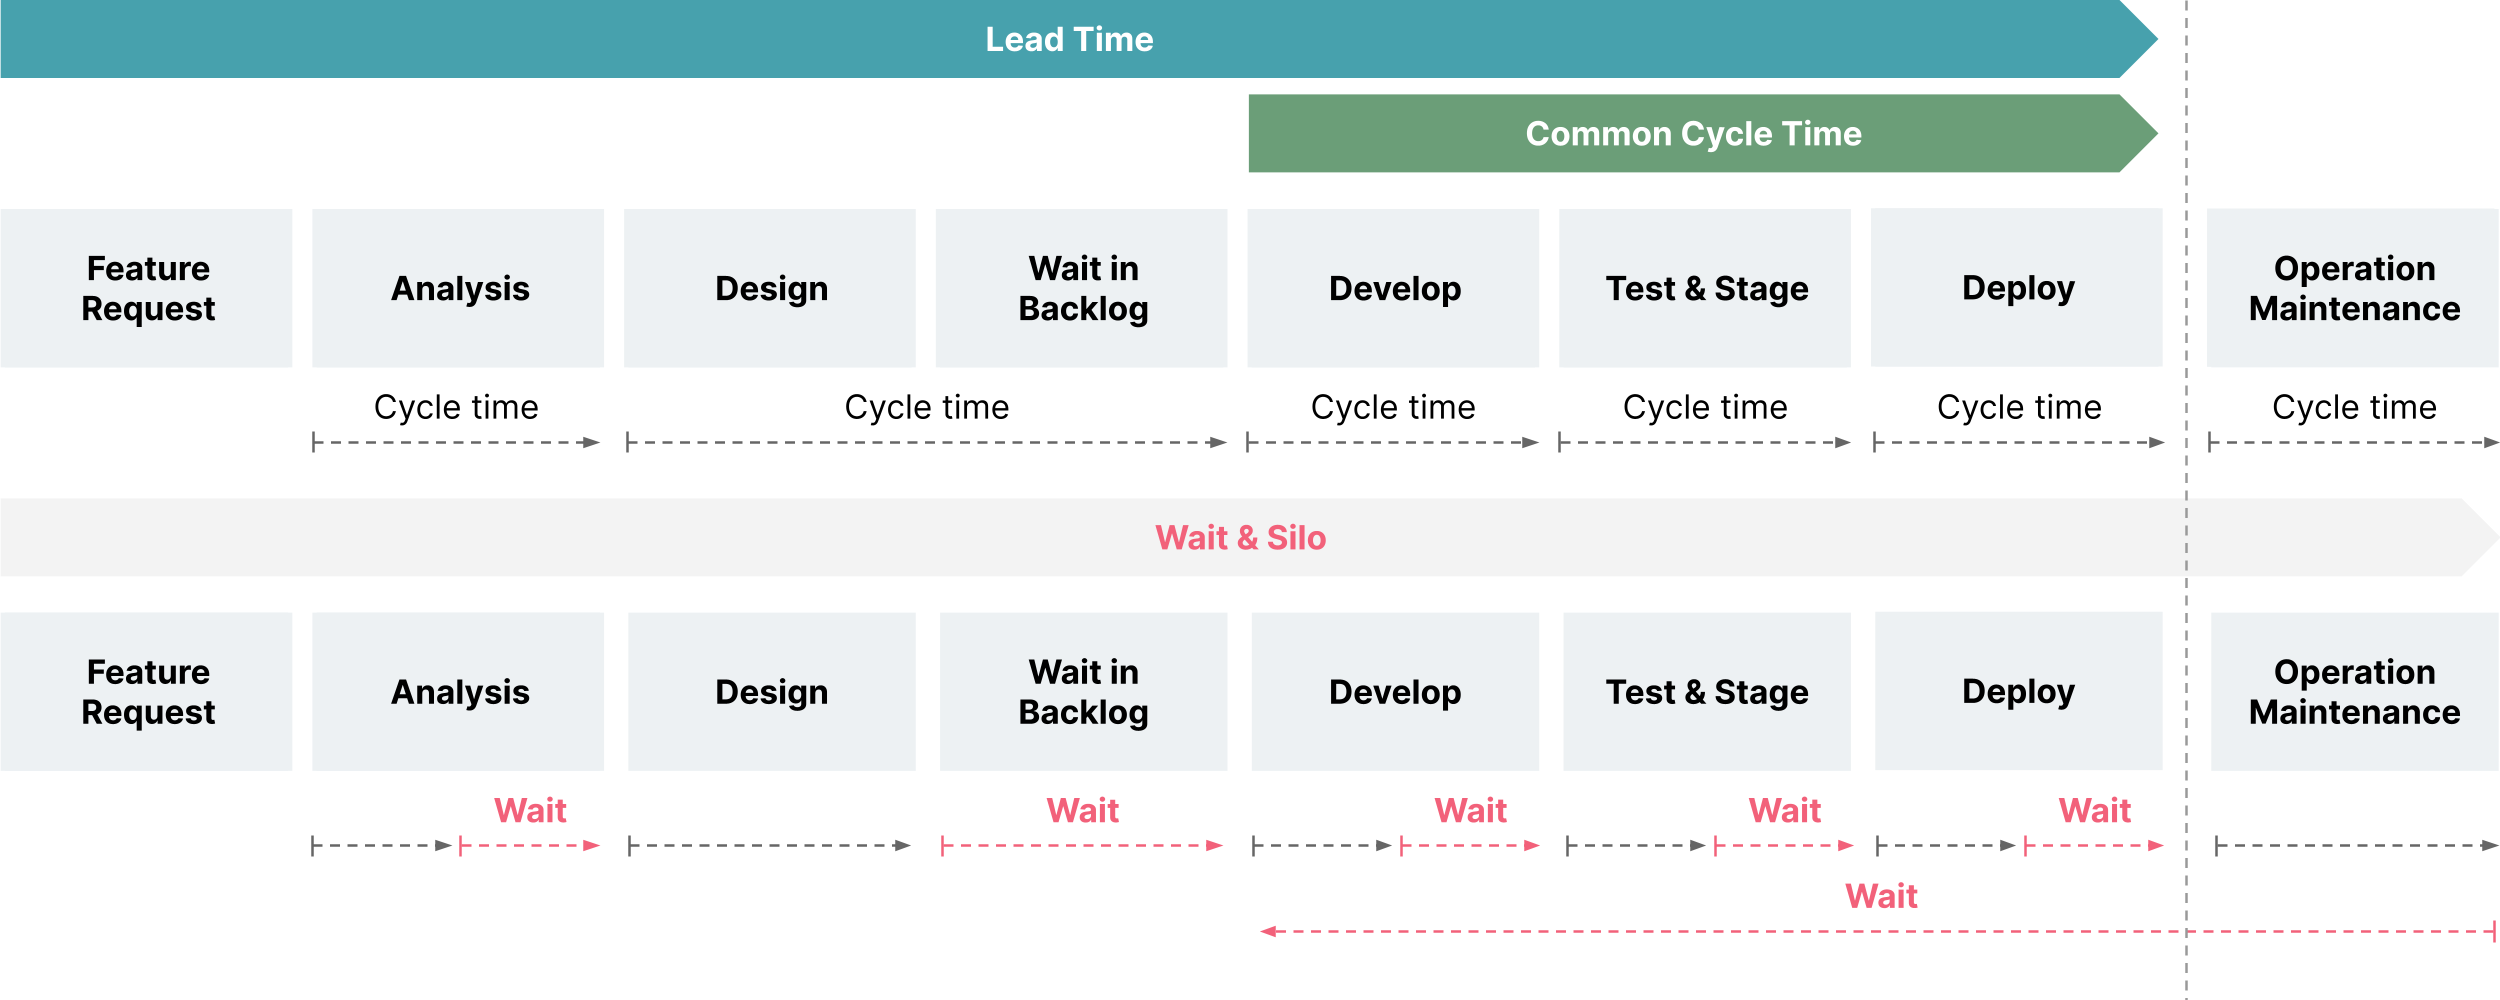 Lead Time
Common Cycle Time
Feature
Request
Analysis
Design
Wait in
Backlog
Develop
Test & Stage
Deploy
Operation
Maintenance
Cycle time
Cycle time
Cycle time
Cycle time
Cycle time
Cycle time
Wait & Silo
Feature
Request
Analysis
Design
Wait in
Backlog
Develop
Test & Stage
Deploy
Operation
Maintenance
Wait
Wait
Wait
Wait
Wait
Wait